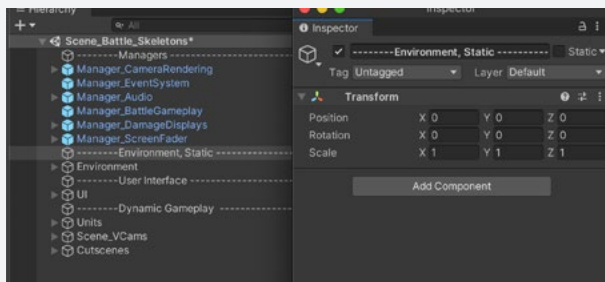 Hierarchy
All
Scene_Battle_Skeletons*
--------Managers--------
Manager_CameraRendering
Manager_EventSystem
Manager_Audio
Manager_BattleGameplay
Manager_DamageDisplays
Manager_ScreenFader
--------Environment, Static--------
Environment
--------User Interface--------
UI
--------Dynamic Gameplay--------
Units
Scene_VCams
Cutscenes
Inspector
Inspector
---------Environment, Static----------
Static
Tag Untagged Layer Default
Transform
Position X 0 Y 0 Z 0
Rotation X 0 Y 0 Z 0
Scale X 1 Y 1 Z 1
Add Component